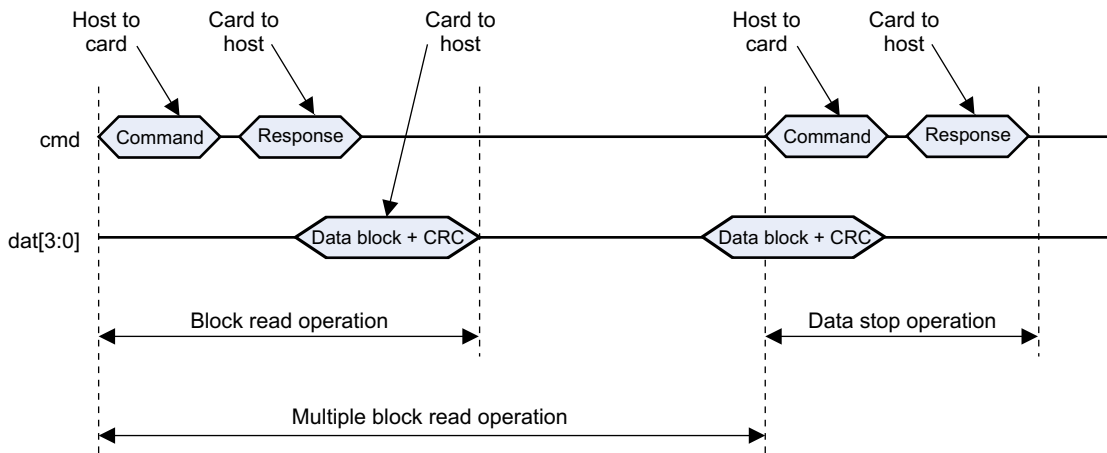 Host to
card
Card to
host
Card to
host
Host to
card
Card to
host
cmd
Command
Response
Command
Response
dat[3:0]
Data block + CRC
Data block + CRC
Block read operation
Data stop operation
Multiple block read operation